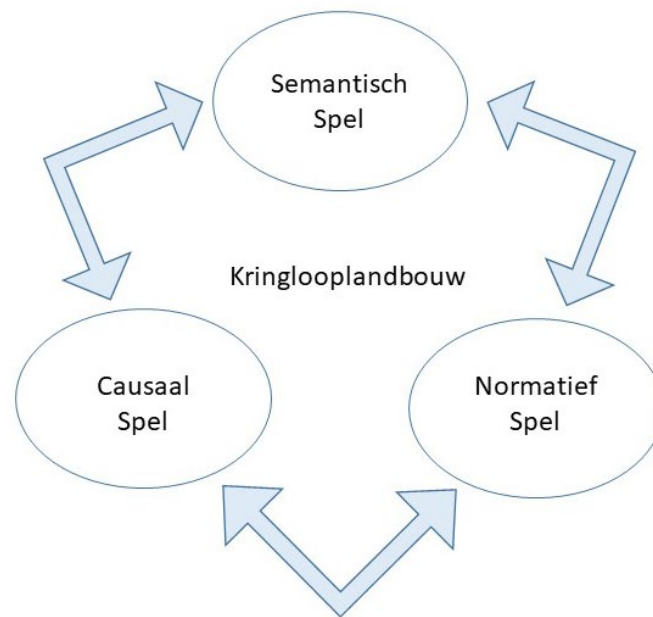 Semantisch
Spel
Kringlooplandbouw
Causaal
Spel
Normatief
Spel